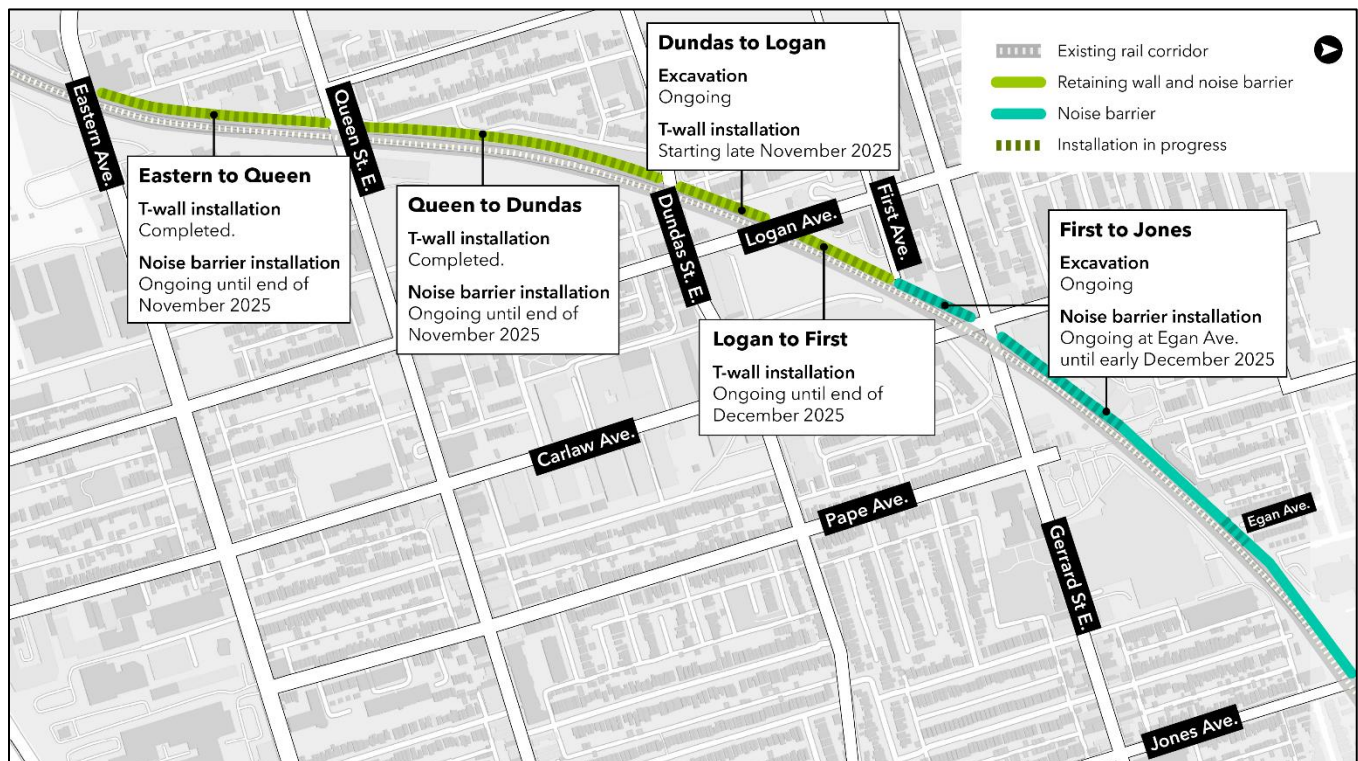 Dundas to Logan
Excavation
Ongoing
T-wall installation
Starting late November 2025
Existing rail corridor
Retaining wall and noise barrier
Noise barrier
Installation in progress
Eastern Ave.
Queen St. E.
Eastern to Queen
T-wall installation
Completed.
Noise barrier installation
Ongoing until end of
November 2025
Queen to Dundas
T-wall installation
Completed.
Noise barrier installation
Ongoing until end of
November 2025
Dundas St. E.
Logan Ave.
First Ave.
First to Jones
Excavation
Ongoing
Noise barrier installation
Ongoing at Egan Ave.
until early December 2025
Logan to First
T-wall installation
Ongoing until end of
December 2025
Carlaw Ave.
Pape Ave.
Gerrard St E.
Egan Ave.
Jones Ave.